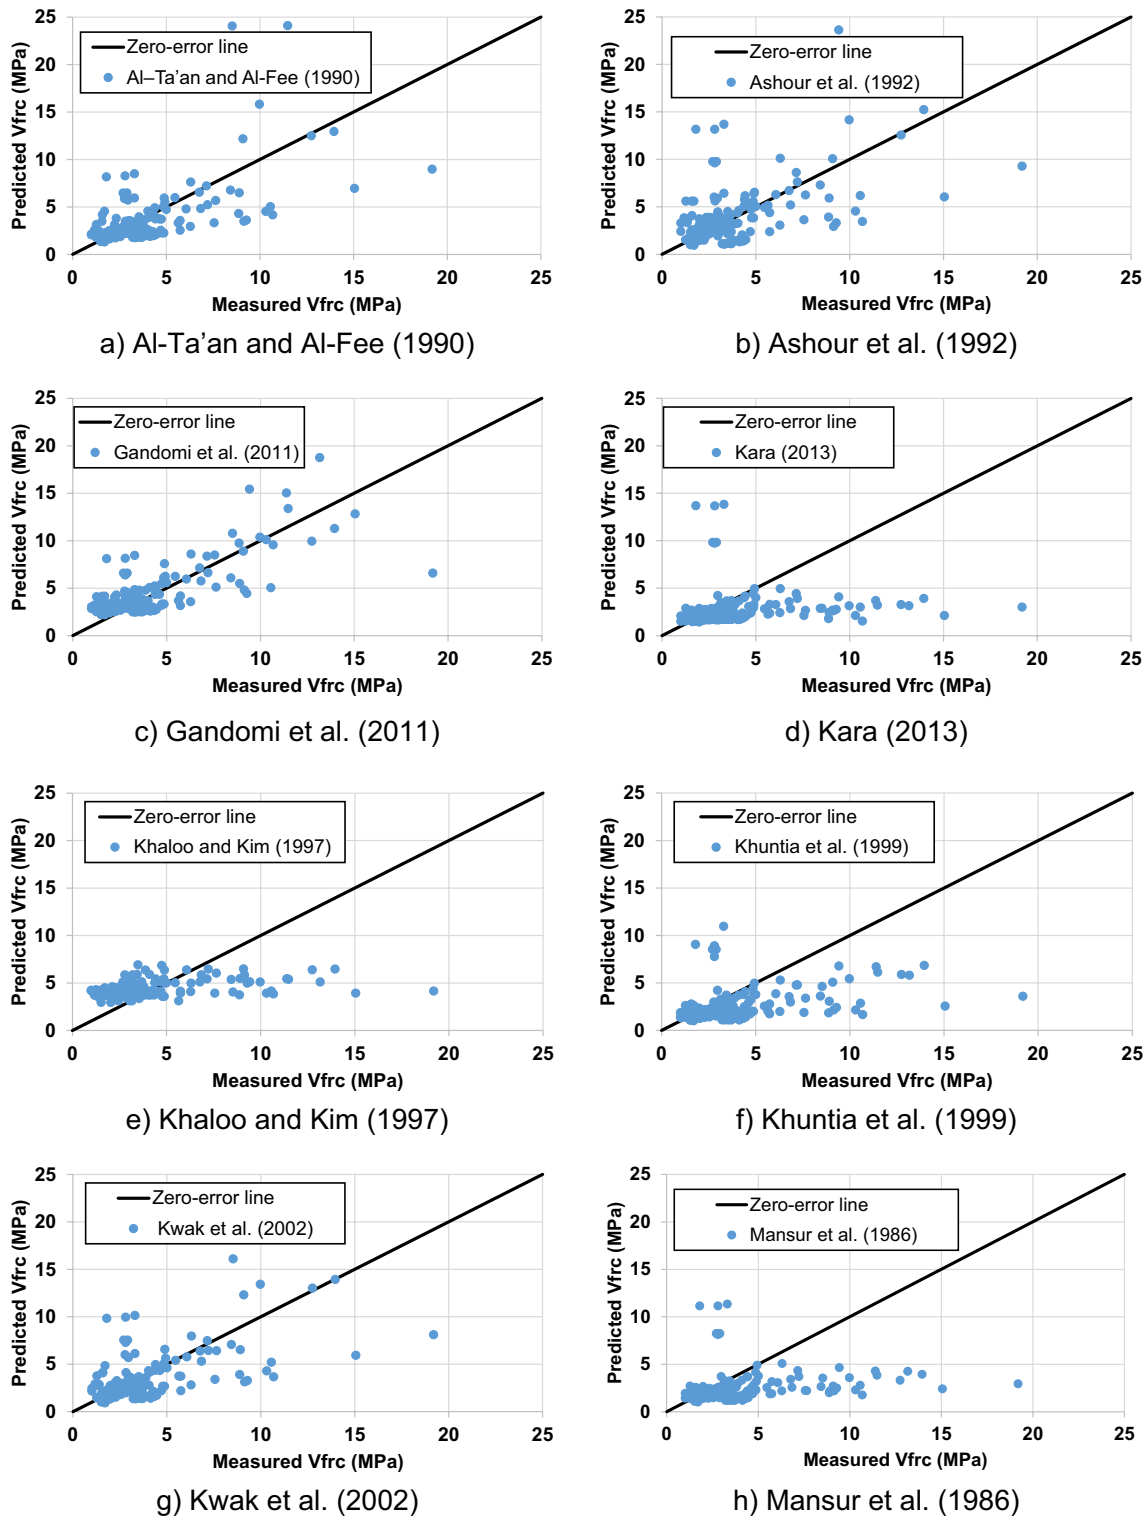 25
20
15
10
5
0
Predicted Vfrc (MPa)
Zero-error line
Al–Ta’an and Al-Fee (1990)
0 5 10 15 20 25
Measured Vfrc (MPa)
a) Al-Ta’an and Al-Fee (1990)
25
20
15
10
5
0
Predicted Vfrc (MPa)
Zero-error line
Ashour et al. (1992)
0 5 10 15 20 25
Measured Vfrc (MPa)
b) Ashour et al. (1992)
25
20
15
10
5
0
Predicted Vfrc (MPa)
Zero-error line
Gandomi et al. (2011)
0 5 10 15 20 25
Measured Vfrc (MPa)
c) Gandomi et al. (2011)
25
20
15
10
5
0
Predicted Vfrc (MPa)
Zero-error line
Kara (2013)
0 5 10 15 20 25
Measured Vfrc (MPa)
d) Kara (2013)
25
20
15
10
5
0
Predicted Vfrc (MPa)
Zero-error line
Khaloo and Kim (1997)
0 5 10 15 20 25
Measured Vfrc (MPa)
e) Khaloo and Kim (1997)
25
20
15
10
5
0
Predicted Vfrc (MPa)
Zero-error line
Khuntia et al. (1999)
0 5 10 15 20 25
Measured Vfrc (MPa)
f) Khuntia et al. (1999)
25
20
15
10
5
0
Predicted Vfrc (MPa)
Zero-error line
Kwak et al. (2002)
0 5 10 15 20 25
Measured Vfrc (MPa)
g) Kwak et al. (2002)
25
20
15
10
5
0
Predicted Vfrc (MPa)
Zero-error line
Mansur et al. (1986)
0 5 10 15 20 25
Measured Vfrc (MPa)
h) Mansur et al. (1986)